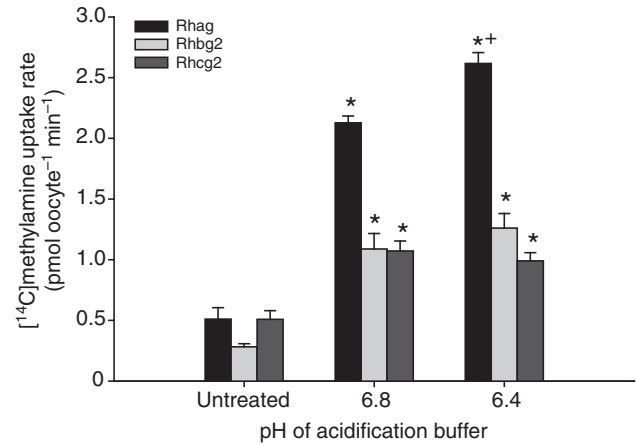 [¹⁴C]methylamine uptake rate
(pmol oocyte⁻¹ min⁻¹)
3.0
2.5
2.0
1.5
1.0
0.5
0
Rhag
Rhbg2
Rhcg2
*
*
*
*+
*
*
Untreated
6.8
6.4
pH of acidification buffer